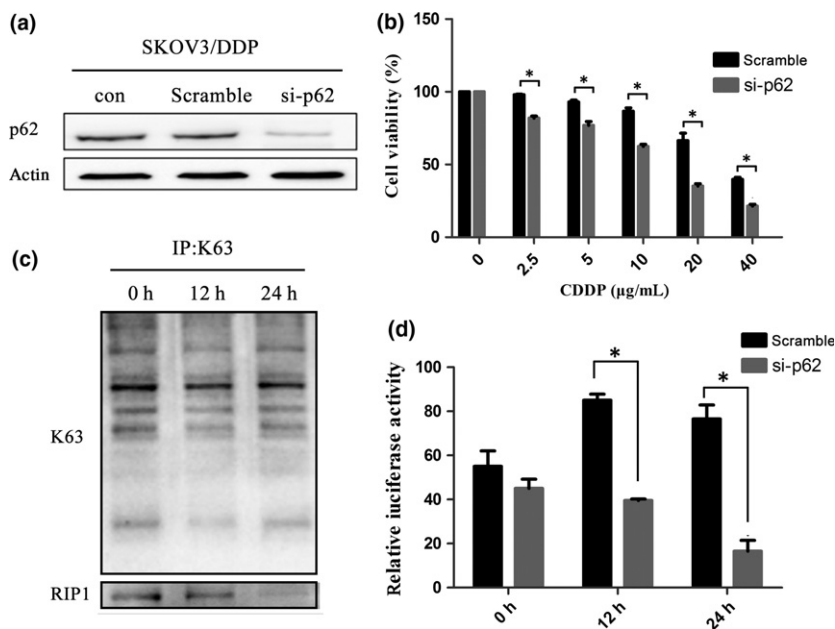 (a)
SKOV3/DDP
con Scramble si-p62
p62
Actin
(b)
Scramble
si-p62
Cell viability (%)
150
100
50
0
* * * * *
0 2.5 5 10 20 40
CDDP (µg/mL)
(c)
IP:K63
0 h 12 h 24 h
K63
RIP1
(d)
Scramble
si-p62
Relative iuciferase activity
100
80
60
40
20
0
* *
0 h 12 h 24 h